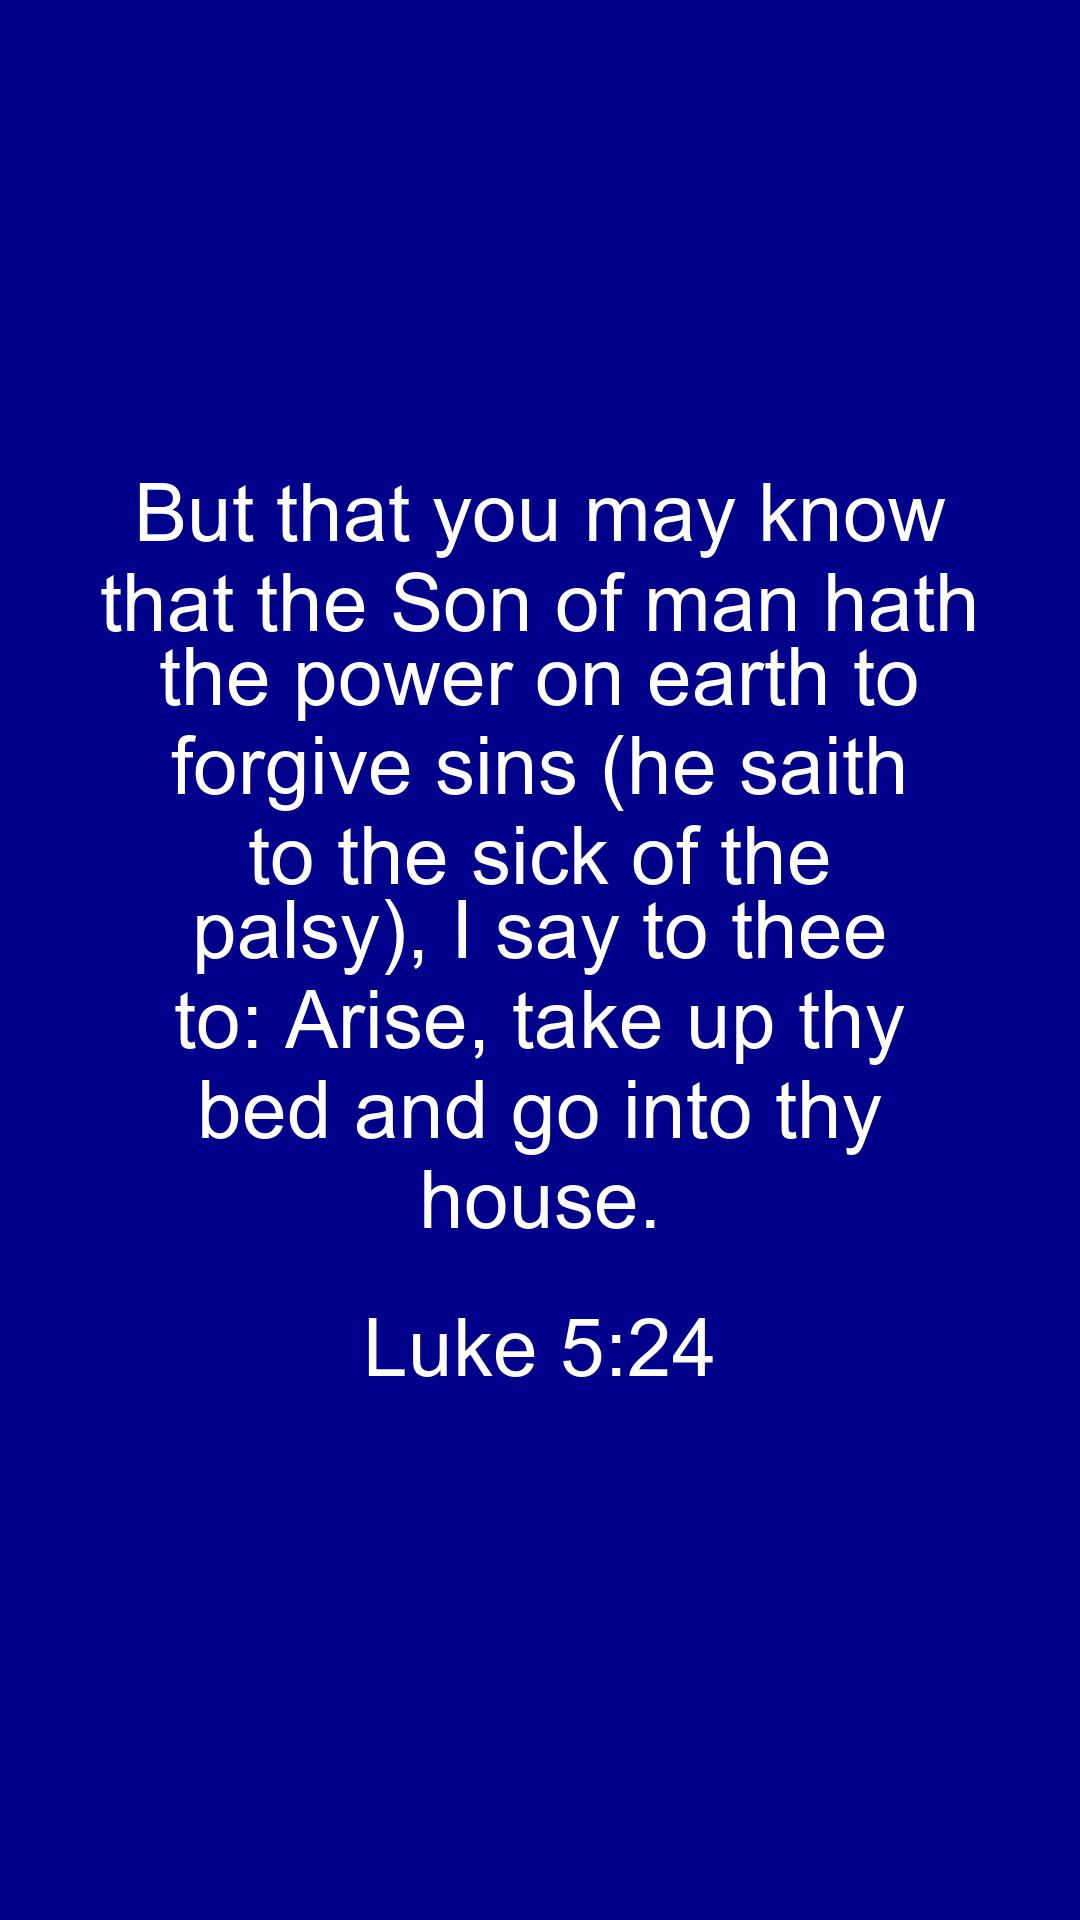 But that you may know
that the Son of man hath
the power on earth to
forgive sins (he saith
to the sick of the
palsy), I say to thee
to: Arise, take up thy
bed and go into thy
house.
Luke 5:24